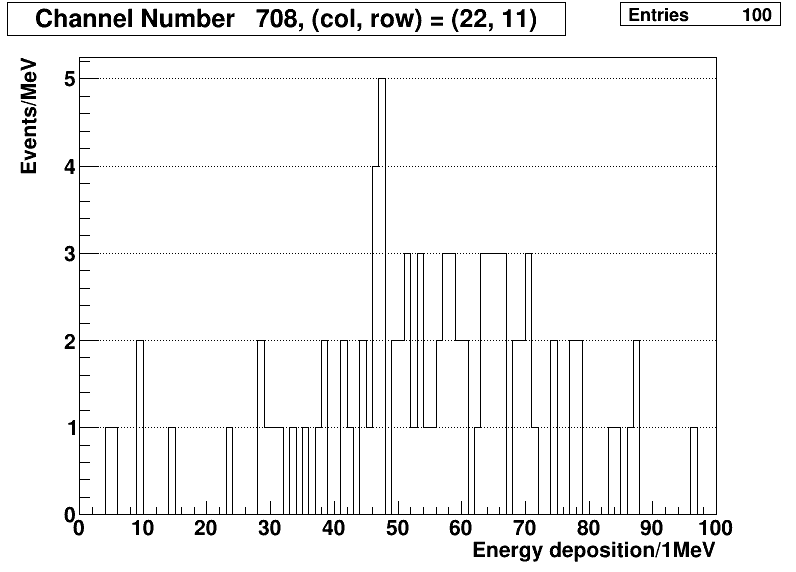 Channel Number 708, (col, row) = (22, 11)
Entries 100
Events/MeV
5
4
3
2
1
0
0 10 20 30 40 50 60 70 80 90 100
Energy deposition/1MeV